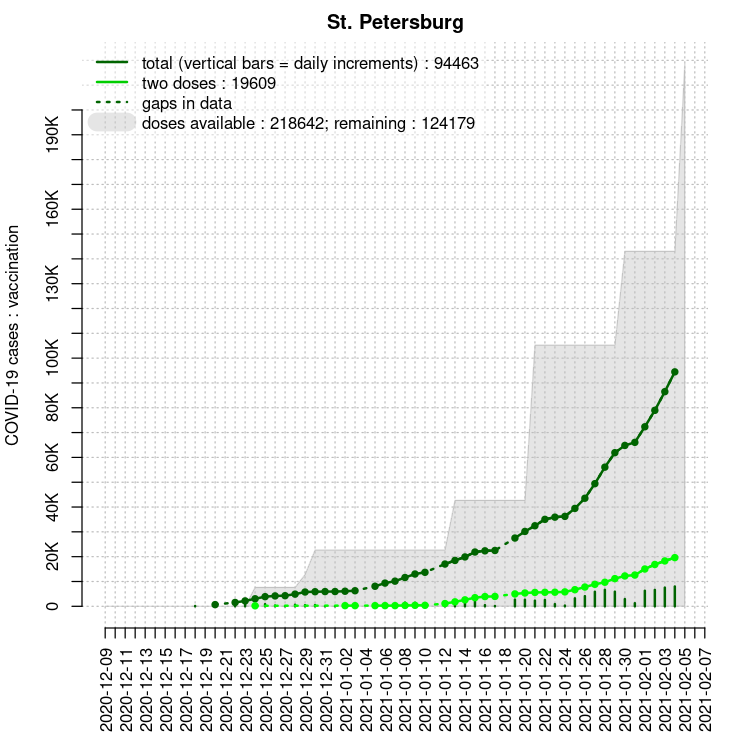 St. Petersburg
total (vertical bars = daily increments) : 94463
two doses : 19609
gaps in data
doses available : 218642; remaining : 124179
COVID-19 cases : vaccination
190K
160K
130K
100K
80K
60K
40K
20K
0
2020-12-09
2020-12-11
2020-12-13
2020-12-15
2020-12-17
2020-12-19
2020-12-21
2020-12-23
2020-12-25
2020-12-27
2020-12-29
2020-12-31
2021-01-02
2021-01-04
2021-01-06
2021-01-08
2021-01-10
2021-01-12
2021-01-14
2021-01-16
2021-01-18
2021-01-20
2021-01-22
2021-01-24
2021-01-26
2021-01-28
2021-01-30
2021-02-01
2021-02-03
2021-02-05
2021-02-07